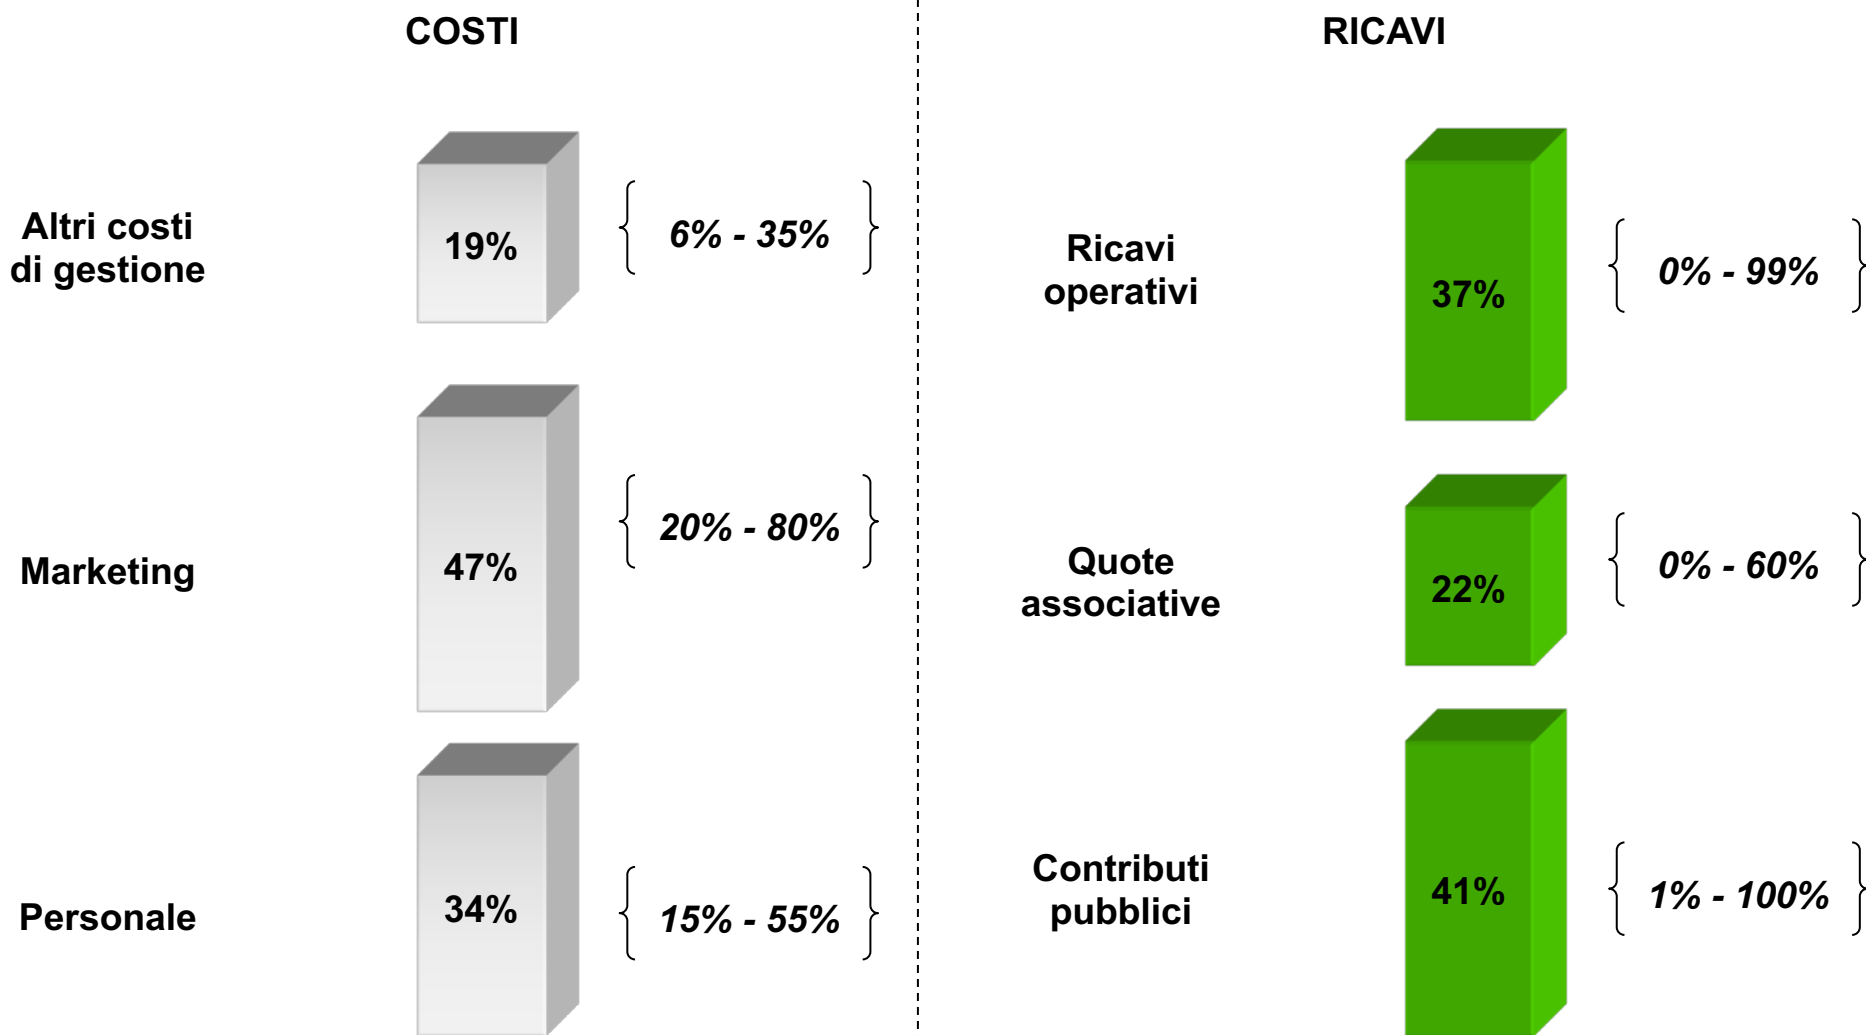 COSTI
Altri costi
di gestione
19%
6% - 35%
Marketing
47%
20% - 80%
Personale
34%
15% - 55%
RICAVI
Ricavi
operativi
37%
0% - 99%
Quote
associative
22%
0% - 60%
Contributi
pubblici
41%
1% - 100%